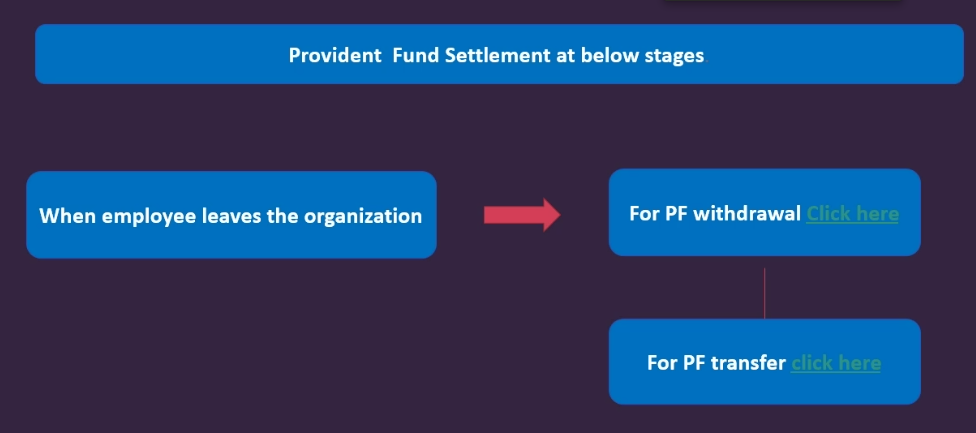 Provident Fund Settlement at below stages
When employee leaves the organization
For PF withdrawal Click here
For PF transfer click here